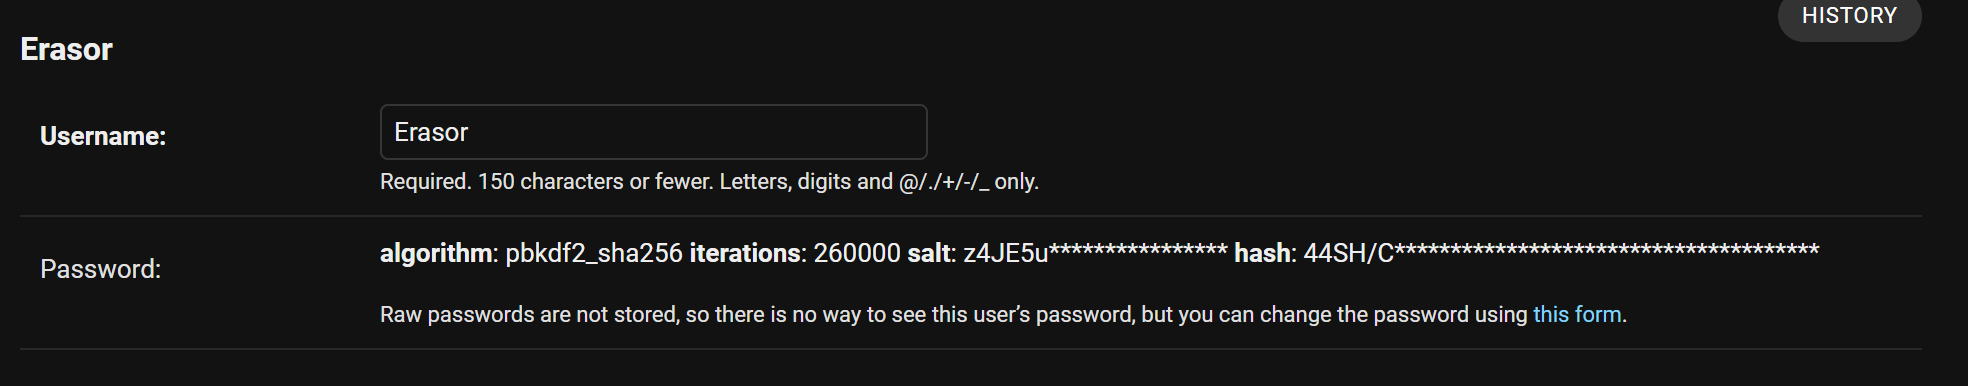 HISTORY
Erasor
Username:
Erasor
Required. 150 characters or fewer. Letters, digits and @/./+/-/_ only.
Password:
algorithm: pbkdf2_sha256 iterations: 260000 salt: z4JE5u**************** hash: 44SH/C**************************************
Raw passwords are not stored, so there is no way to see this user’s password, but you can change the password using this form.